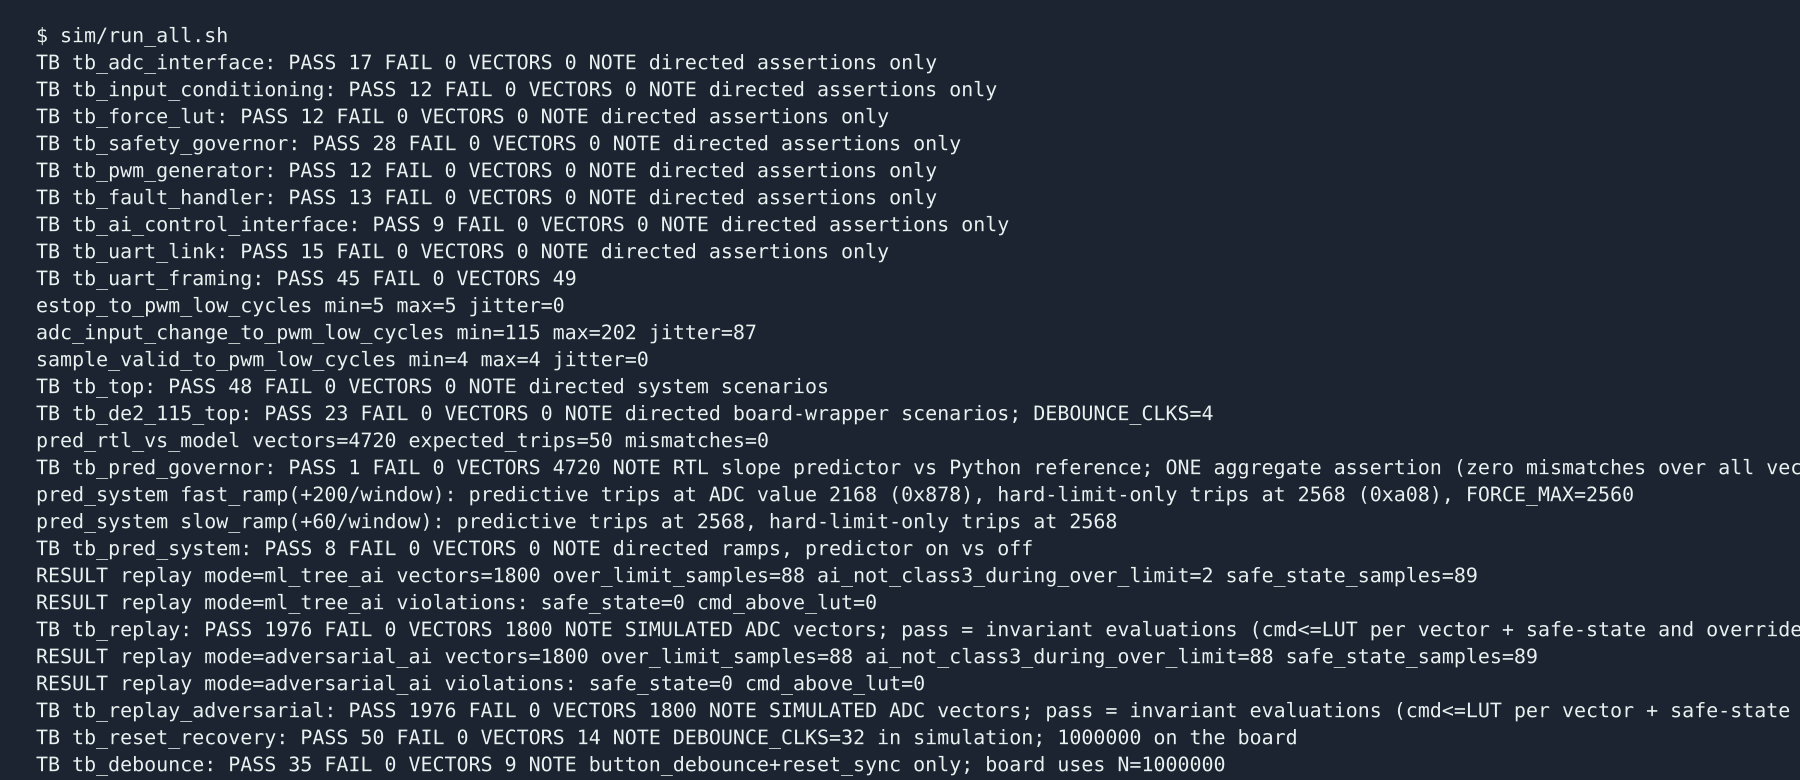 $ sim/run_all.sh
TB tb_adc_interface: PASS 17 FAIL 0 VECTORS 0 NOTE directed assertions only
TB tb_input_conditioning: PASS 12 FAIL 0 VECTORS 0 NOTE directed assertions only
TB tb_force_lut: PASS 12 FAIL 0 VECTORS 0 NOTE directed assertions only
TB tb_safety_governor: PASS 28 FAIL 0 VECTORS 0 NOTE directed assertions only
TB tb_pwm_generator: PASS 12 FAIL 0 VECTORS 0 NOTE directed assertions only
TB tb_fault_handler: PASS 13 FAIL 0 VECTORS 0 NOTE directed assertions only
TB tb_ai_control_interface: PASS 9 FAIL 0 VECTORS 0 NOTE directed assertions only
TB tb_uart_link: PASS 15 FAIL 0 VECTORS 0 NOTE directed assertions only
TB tb_uart_framing: PASS 45 FAIL 0 VECTORS 49
estop_to_pwm_low_cycles min=5 max=5 jitter=0
adc_input_change_to_pwm_low_cycles min=115 max=202 jitter=87
sample_valid_to_pwm_low_cycles min=4 max=4 jitter=0
TB tb_top: PASS 48 FAIL 0 VECTORS 0 NOTE directed system scenarios
TB tb_de2_115_top: PASS 23 FAIL 0 VECTORS 0 NOTE directed board-wrapper scenarios; DEBOUNCE_CLKS=4
pred_rtl_vs_model vectors=4720 expected_trips=50 mismatches=0
TB tb_pred_governor: PASS 1 FAIL 0 VECTORS 4720 NOTE RTL slope predictor vs Python reference; ONE aggregate assertion (zero mismatches over all vec
pred_system fast_ramp(+200/window): predictive trips at ADC value 2168 (0x878), hard-limit-only trips at 2568 (0xa08), FORCE_MAX=2560
pred_system slow_ramp(+60/window): predictive trips at 2568, hard-limit-only trips at 2568
TB tb_pred_system: PASS 8 FAIL 0 VECTORS 0 NOTE directed ramps, predictor on vs off
RESULT replay mode=ml_tree_ai vectors=1800 over_limit_samples=88 ai_not_class3_during_over_limit=2 safe_state_samples=89
RESULT replay mode=ml_tree_ai violations: safe_state=0 cmd_above_lut=0
TB tb_replay: PASS 1976 FAIL 0 VECTORS 1800 NOTE SIMULATED ADC vectors; pass = invariant evaluations (cmd<=LUT per vector + safe-state and override
RESULT replay mode=adversarial_ai vectors=1800 over_limit_samples=88 ai_not_class3_during_over_limit=88 safe_state_samples=89
RESULT replay mode=adversarial_ai violations: safe_state=0 cmd_above_lut=0
TB tb_replay_adversarial: PASS 1976 FAIL 0 VECTORS 1800 NOTE SIMULATED ADC vectors; pass = invariant evaluations (cmd<=LUT per vector + safe-state
TB tb_reset_recovery: PASS 50 FAIL 0 VECTORS 14 NOTE DEBOUNCE_CLKS=32 in simulation; 1000000 on the board
TB tb_debounce: PASS 35 FAIL 0 VECTORS 9 NOTE button_debounce+reset_sync only; board uses N=1000000